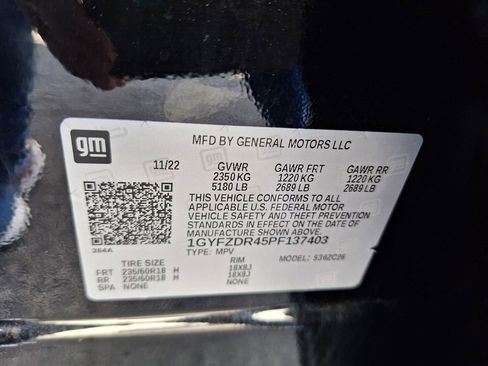 gm
MFD BY GENERAL MOTORS LLC
11/22 GVWR GAWR FRT GAWR RR
2350 KG 1220 KG 1220 KG
5180 LB 2689 LB 2689 LB
THIS VEHICLE CONFORMS TO ALL
APPLICABLE U.S. FEDERAL MOTOR
VEHICLE SAFETY AND THEFT PREVENTION
STANDARDS IN EFFECT ON THE DATE OF
MANUFACTURE SHOWN ABOVE.
1GYFZDR45PF137403
TYPE: MPV MODEL: 5362C26
TIRE SIZE RIM
FRT 235/60R18 H 18X8J
RR 235/60R18 H 18X8J
SPA NONE NONE